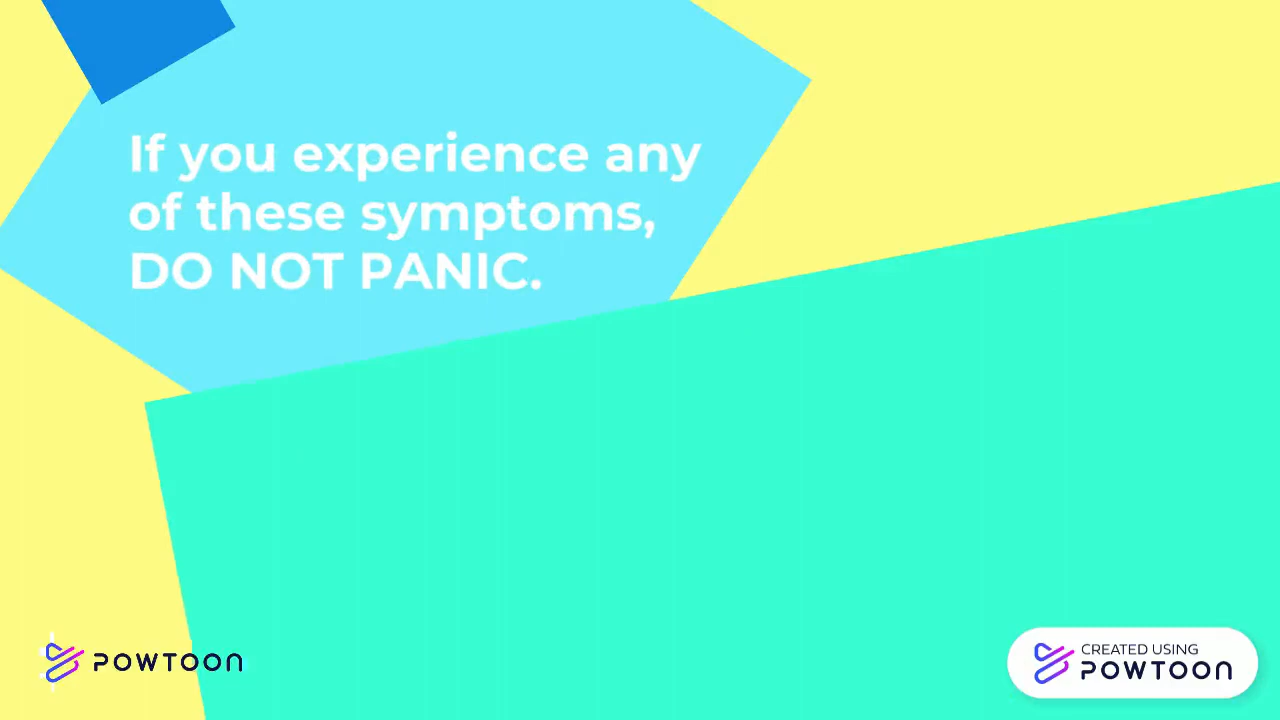 If you experience any
of these symptoms,
DO NOT PANIC.
POWTOON
CREATED USING
POWTOON